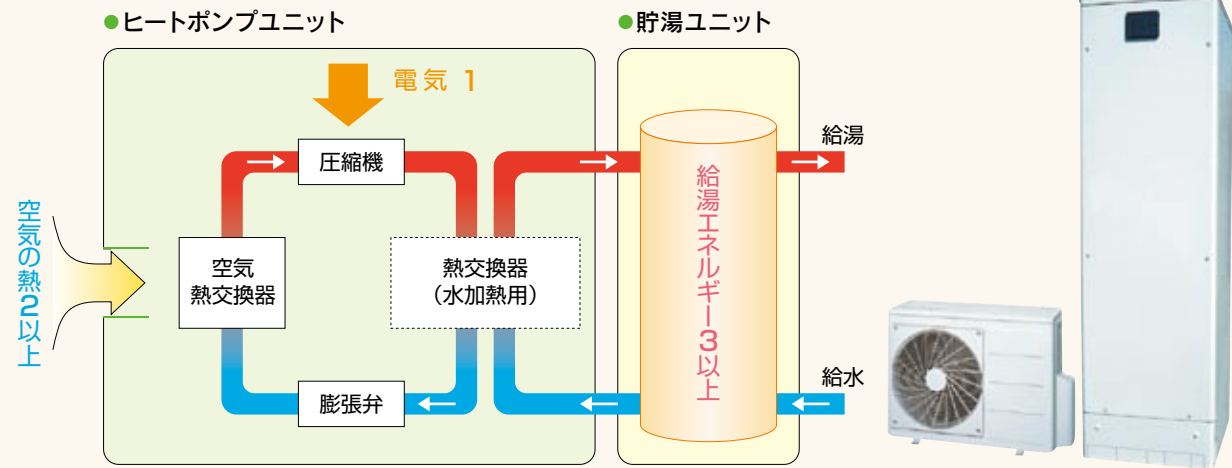 ●ヒートポンプユニット
●貯湯ユニット
電気 1
圧縮機
給湯
空気の熱2以上
空気
熱交換器
熱交換器
（水加熱用）
給湯エネルギー3以上
膨張弁
給水